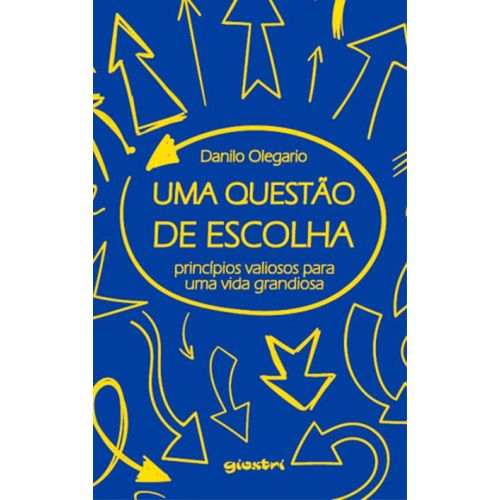 Danilo Olegario
UMA QUESTÃO
DE ESCOLHA
princípios valiosos para
uma vida grandiosa
giostri